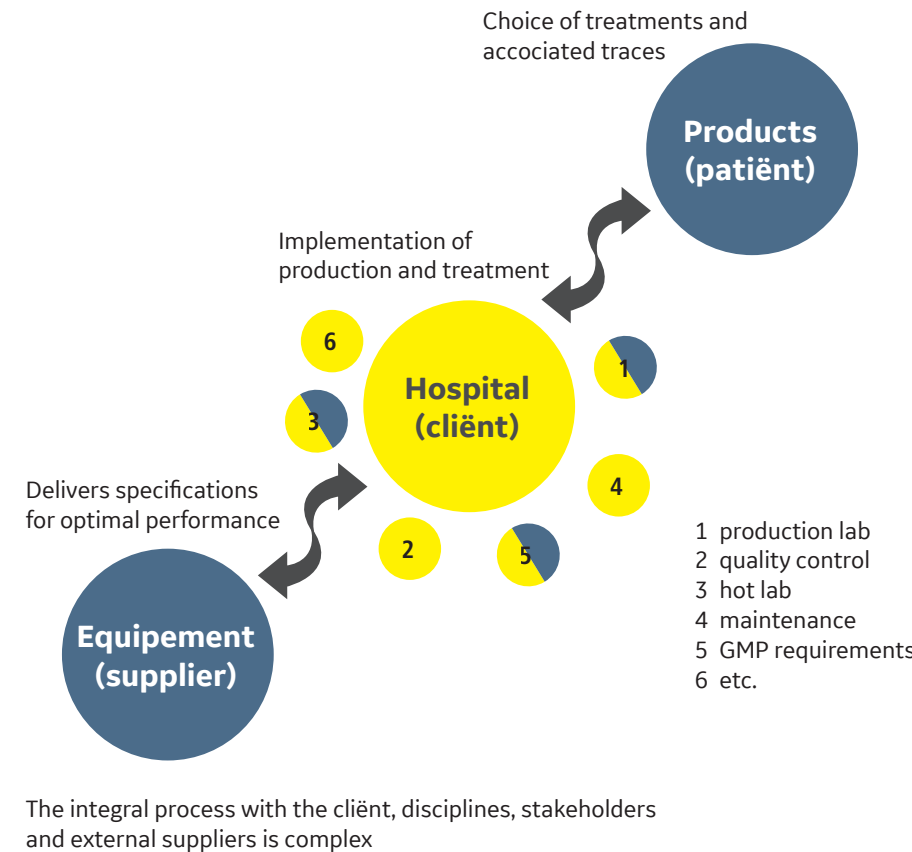 Choice of treatments and
accociated traces
Products
(patiënt)
Implementation of
production and treatment
6
1
Hospital
(cliënt)
3
4
Delivers specifications
for optimal performance
2
5
1 production lab
2 quality control
3 hot lab
4 maintenance
5 GMP requirements
6 etc.
Equipement
(supplier)
The integral process with the cliënt, disciplines, stakeholders
and external suppliers is complex